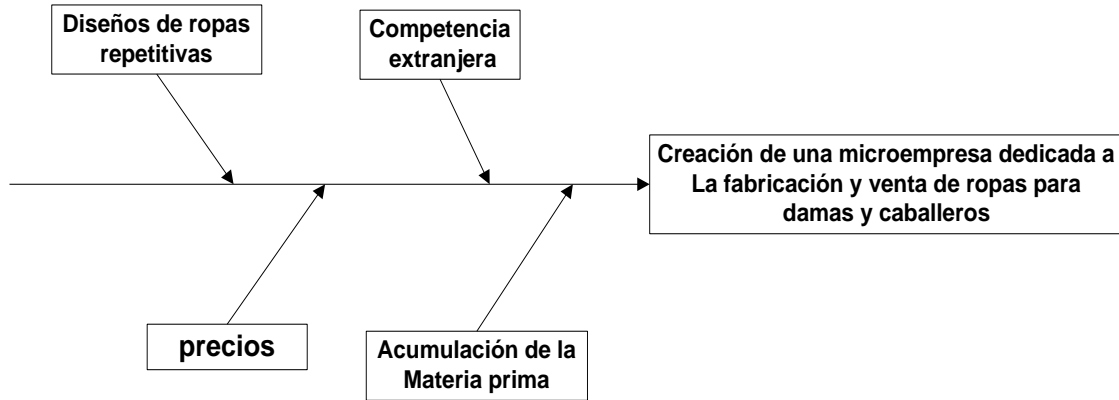 Diseños de ropas
repetitivas
Competencia
extranjera
Creación de una microempresa dedicada a
La fabricación y venta de ropas para
damas y caballeros
precios
Acumulación de la
Materia prima